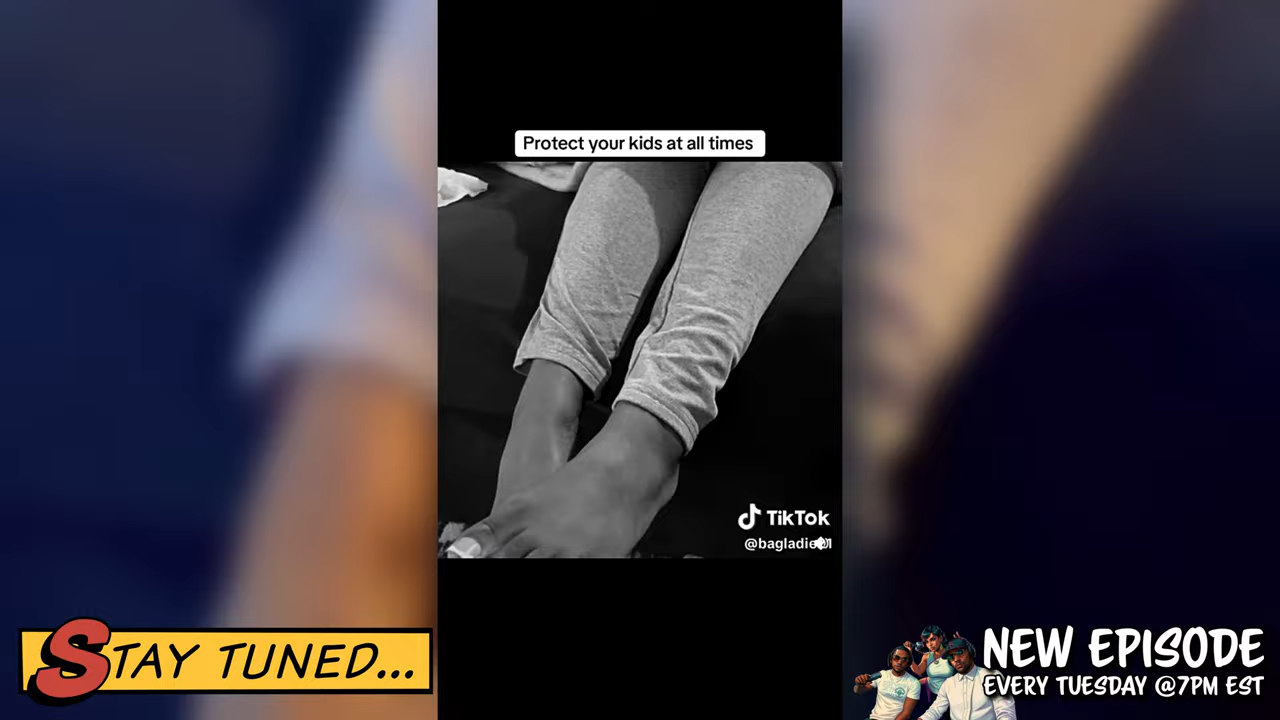 Protect your kids at all times
TikTok
STAY TUNED...
NEW EPISODE
EVERY TUESDAY @7PM EST